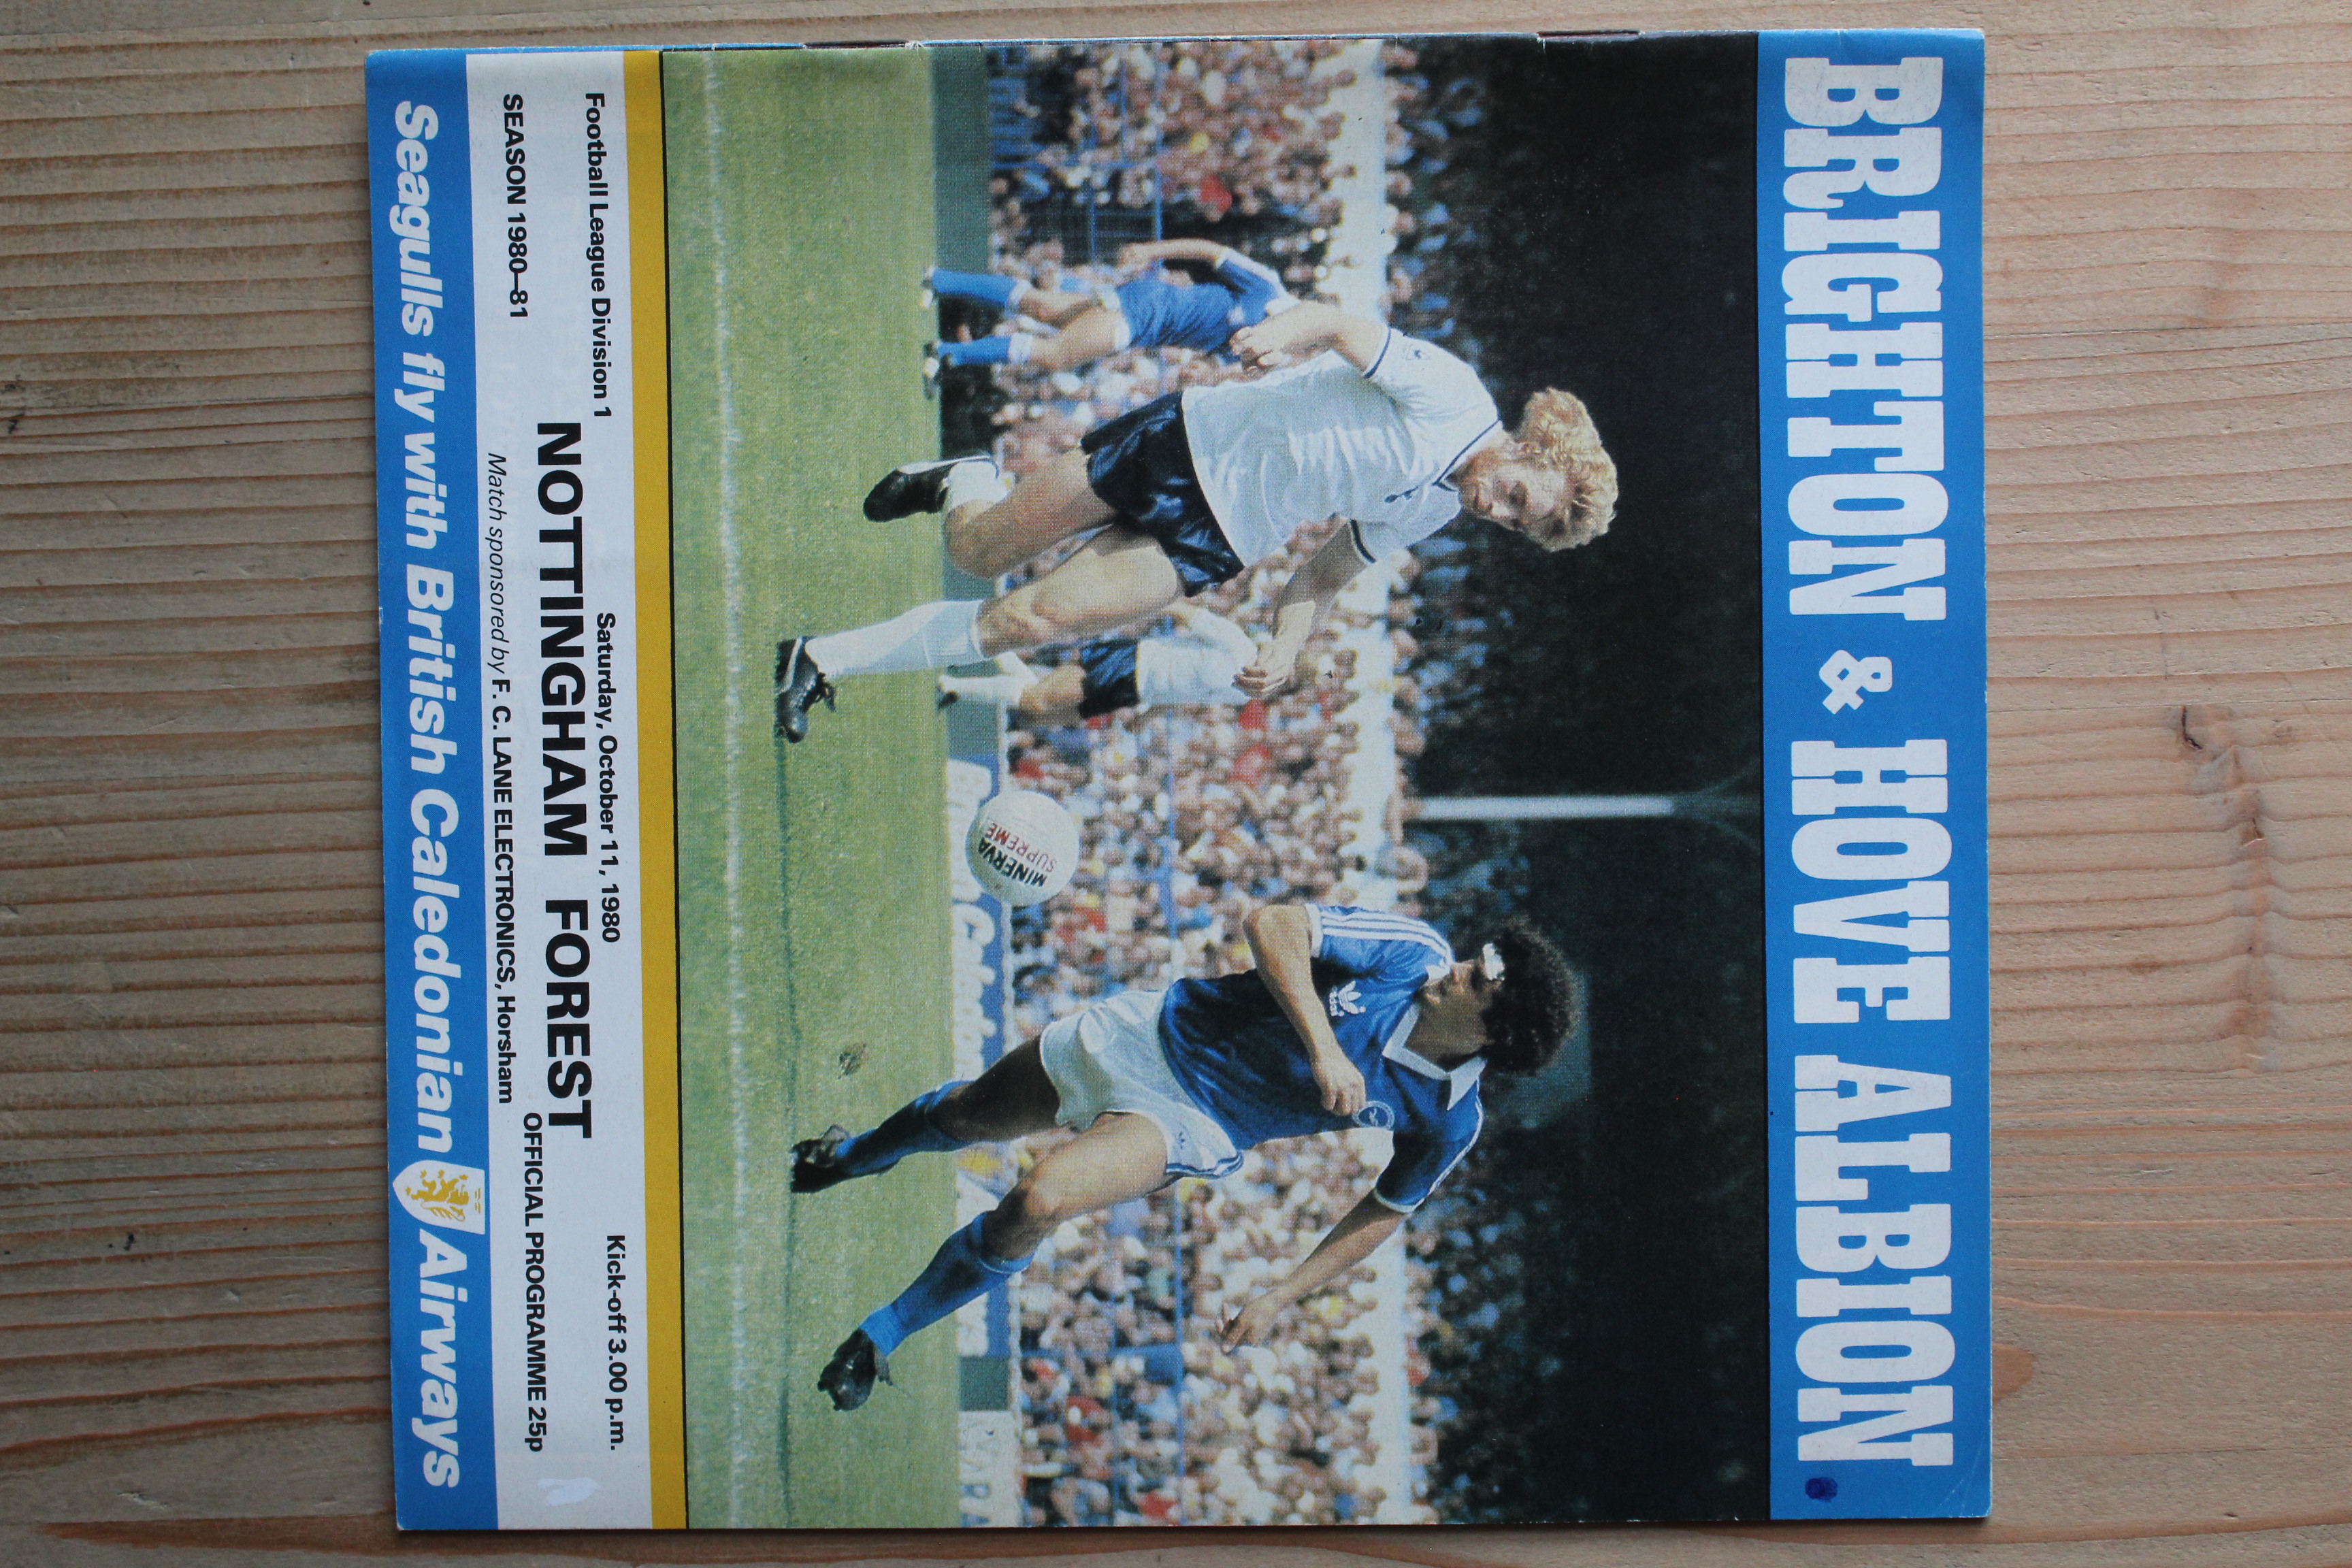 BRIGHTON & HOVE ALBION
MINERVA
SUPREME
adidas
Football League Division 1
Saturday, October 11, 1980
Kick-off 3.00 p.m.
NOTTINGHAM FOREST
SEASON 1980–81
OFFICIAL PROGRAMME 25p
Match sponsored by F. C. LANE ELECTRONICS, Horsham
Seagulls fly with British Caledonian Airways